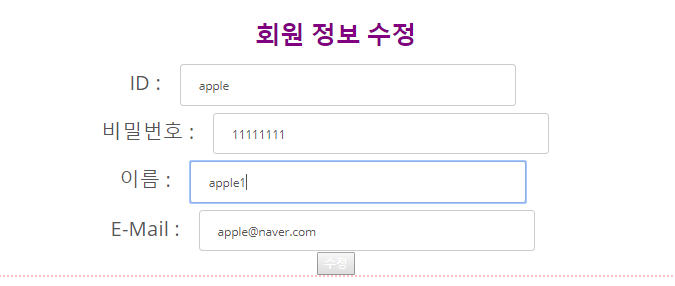 회원 정보 수정
ID : apple
비밀번호 : 11111111
이름 : apple1
E-Mail : apple@naver.com
수정